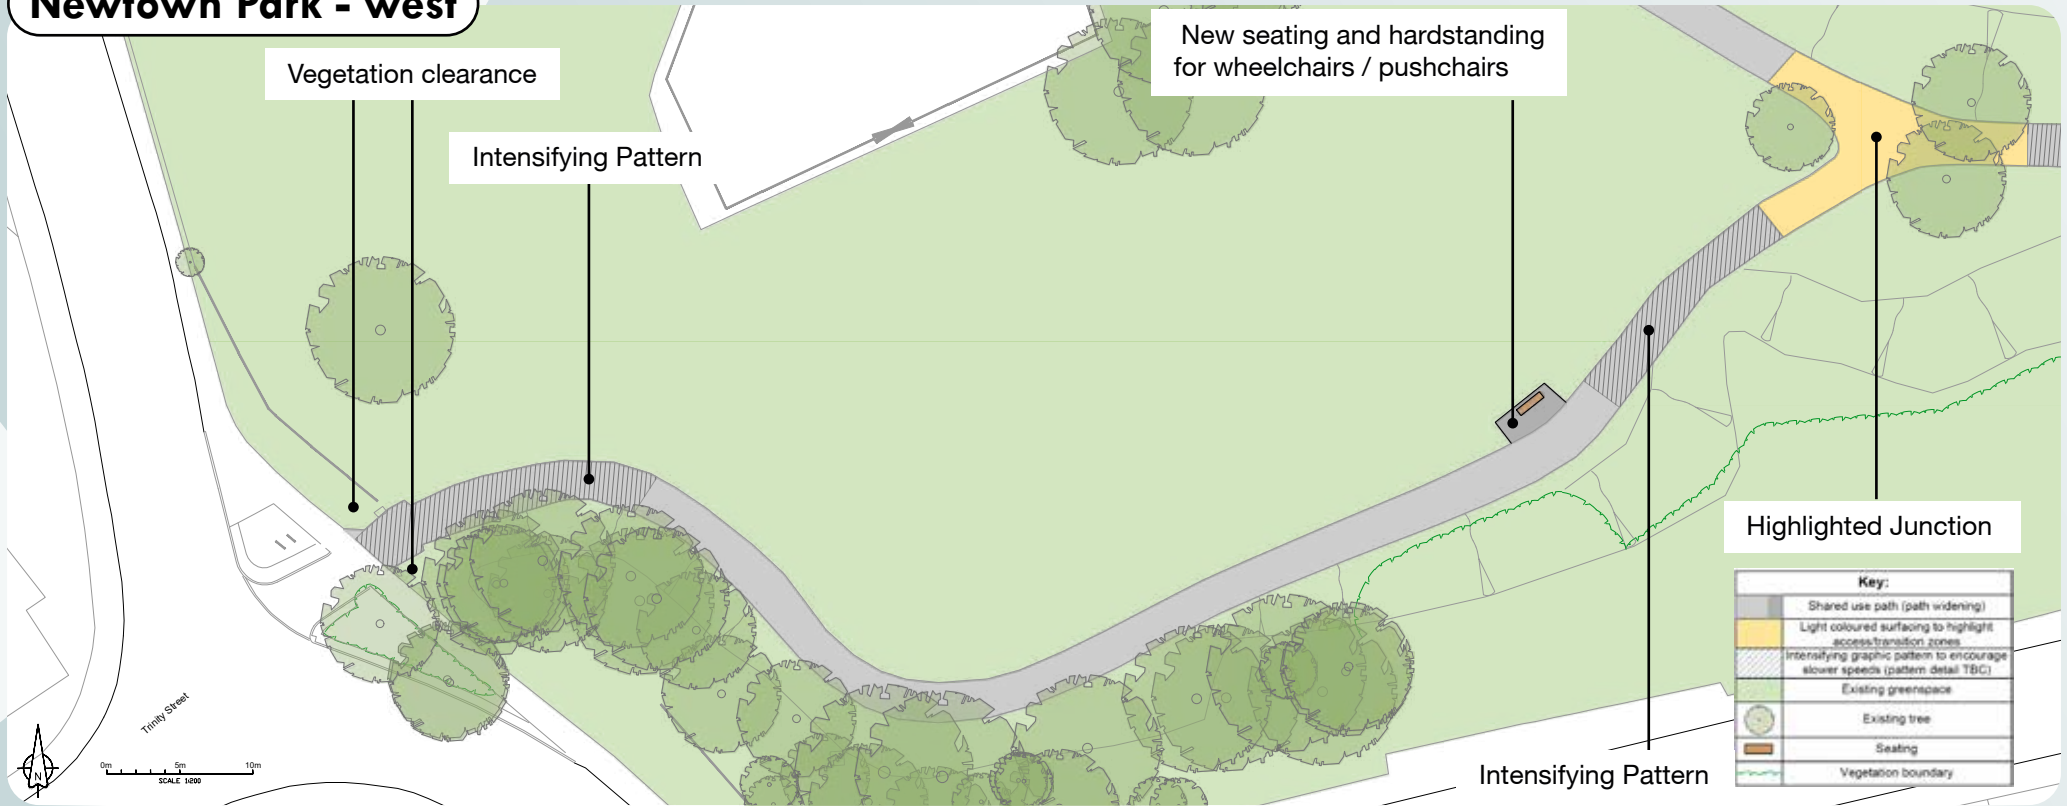 Newtown Park - West
Vegetation clearance
Intensifying Pattern
New seating and hardstanding
for wheelchairs / pushchairs
Highlighted Junction
Intensifying Pattern
Trinity Street
N
0m 5m 10m
SCALE 1:200
Key:
Shared use path (path widening)
Light coloured surfacing to highlight
access/transition zones
Intensifying graphic pattern to encourage
slower speeds (pattern detail TBC)
Existing greenspace
Existing tree
Seating
Vegetation boundary